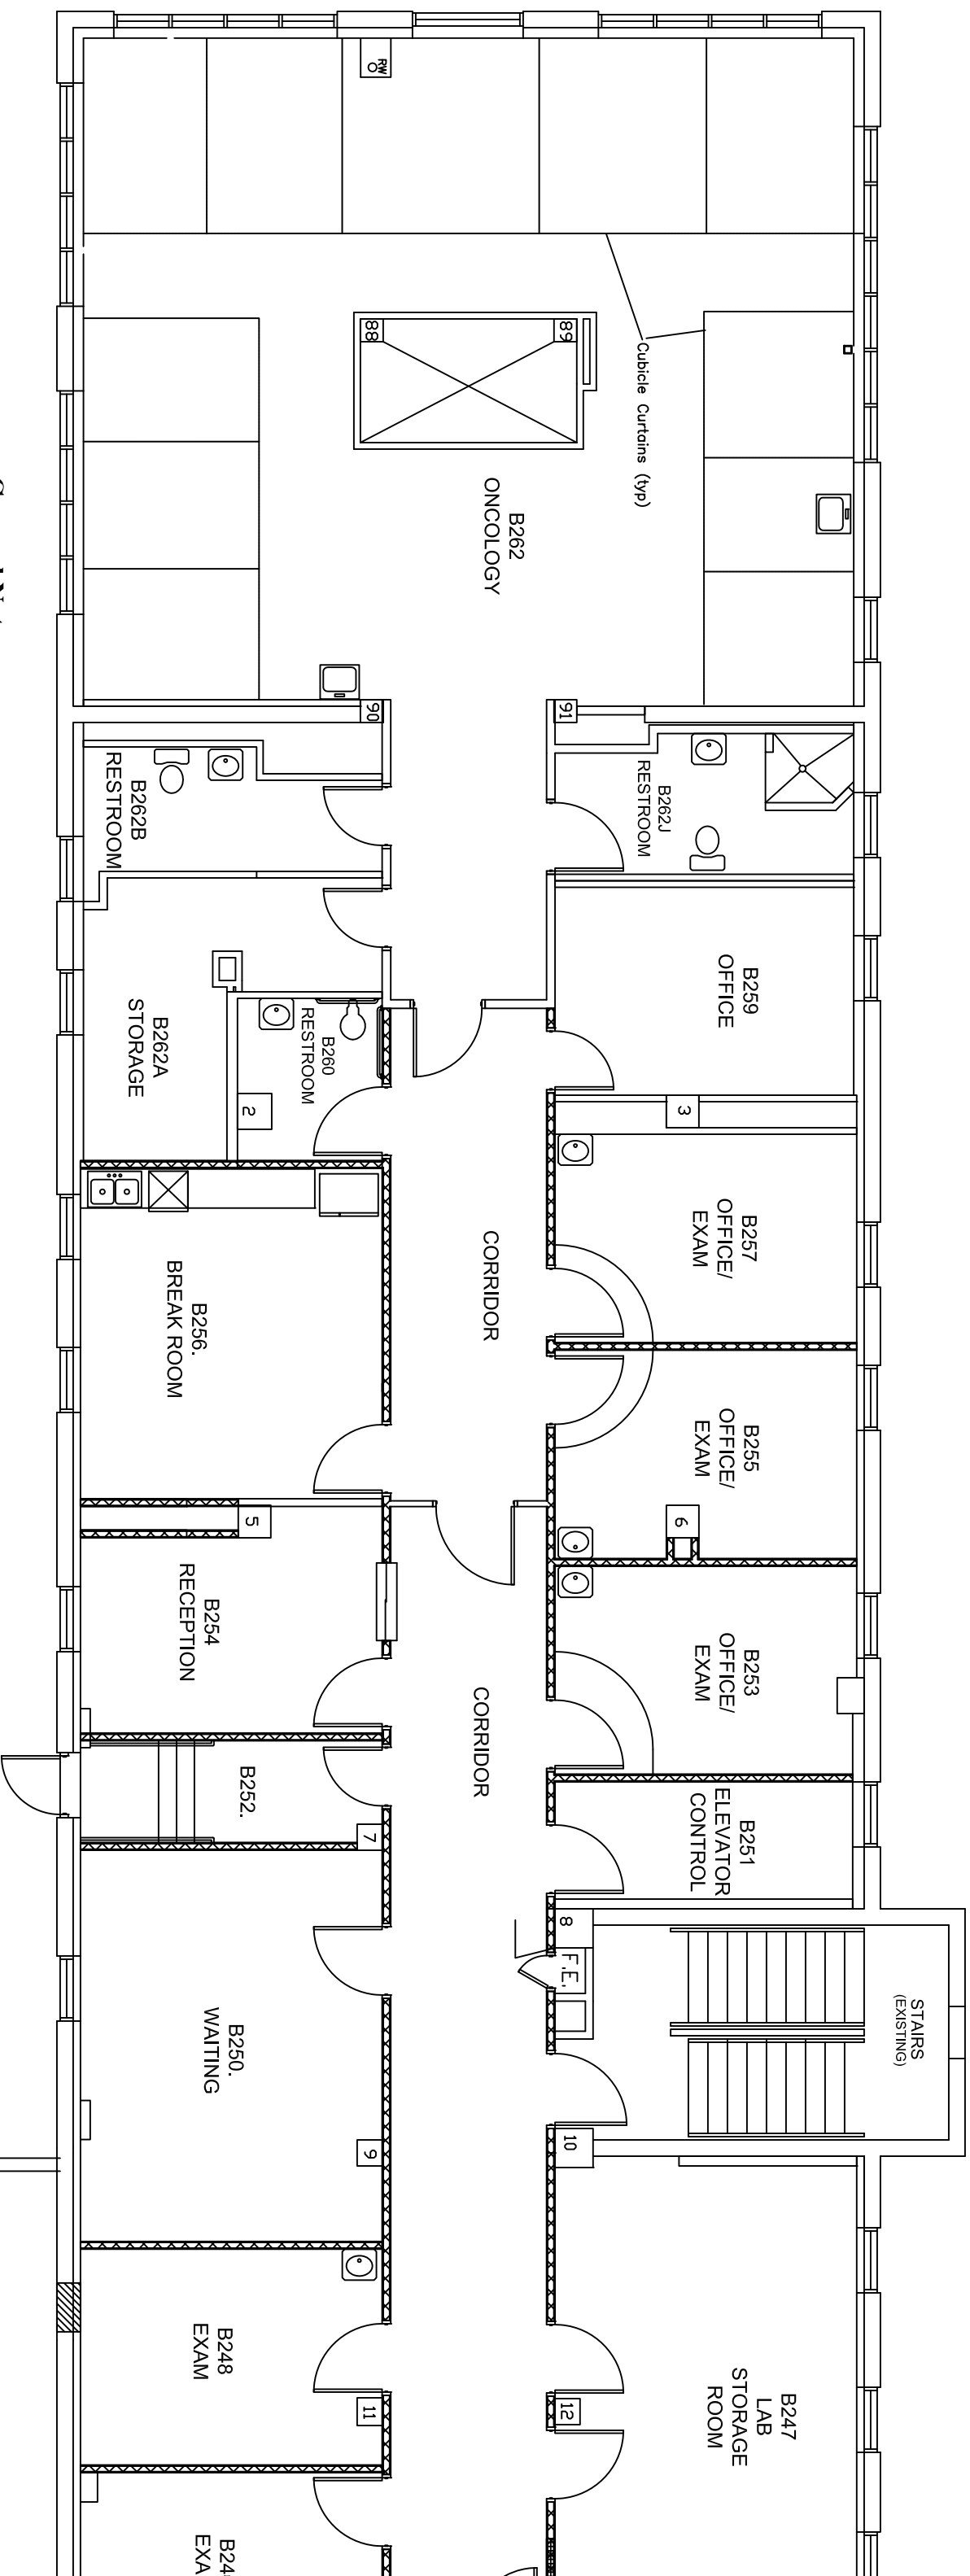 RW
88
89
Cubicle Curtains (typ)
B262
ONCOLOGY
90
91
B262B
RESTROOM
B262J
RESTROOM
B259
OFFICE
B262A
STORAGE
B260
RESTROOM
2
3
B257
OFFICE/
EXAM
CORRIDOR
B256.
BREAK ROOM
B255
OFFICE/
EXAM
5
6
B254
RECEPTION
B253
OFFICE/
EXAM
CORRIDOR
B252.
7
B251
ELEVATOR
CONTROL
8
F.E.
STAIRS
(EXISTING)
B250.
WAITING
9
10
B248
EXAM
11
12
B247
LAB
STORAGE
ROOM
B24
EXA